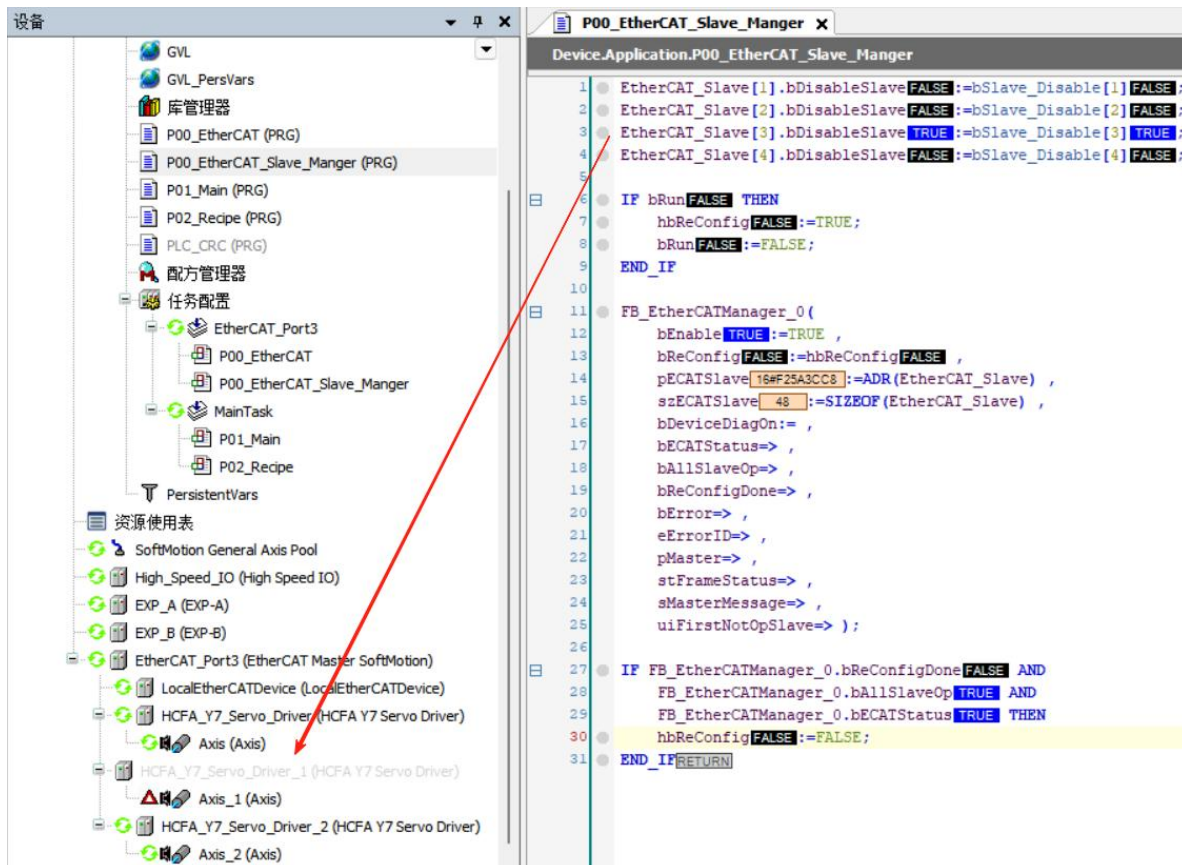 设备
GVL
GVL_PersVars
库管理器
P00_EtherCAT (PRG)
P00_EtherCAT_Slave_Manger (PRG)
P01_Main (PRG)
P02_Recipe (PRG)
PLC_CRC (PRG)
配方管理器
任务配置
EtherCAT_Port3
P00_EtherCAT
P00_EtherCAT_Slave_Manger
MainTask
P01_Main
P02_Recipe
PersistentVars
资源使用表
SoftMotion General Axis Pool
High_Speed_IO (High Speed IO)
EXP_A (EXP-A)
EXP_B (EXP-B)
EtherCAT_Port3 (EtherCAT Master SoftMotion)
LocalEtherCATDevice (LocalEtherCATDevice)
HCFA_Y7_Servo_Driver (HCFA Y7 Servo Driver)
Axis (Axis)
HCFA_Y7_Servo_Driver_1 (HCFA Y7 Servo Driver)
Axis_1 (Axis)
HCFA_Y7_Servo_Driver_2 (HCFA Y7 Servo Driver)
Axis_2 (Axis)
P00_EtherCAT_Slave_Manger
Device.Application.P00_EtherCAT_Slave_Manger
1 EtherCAT_Slave[1].bDisableSlave FALSE :=bSlave_Disable[1] FALSE ;
2 EtherCAT_Slave[2].bDisableSlave FALSE :=bSlave_Disable[2] FALSE ;
3 EtherCAT_Slave[3].bDisableSlave TRUE :=bSlave_Disable[3] TRUE ;
4 EtherCAT_Slave[4].bDisableSlave FALSE :=bSlave_Disable[4] FALSE ;
5
6 IF bRun FALSE THEN
7 hbReConfig FALSE :=TRUE;
8 bRun FALSE :=FALSE;
9 END_IF
10
11 FB_EtherCATManager_0(
12 bEnable TRUE :=TRUE ,
13 bReConfig FALSE :=hbReConfig FALSE ,
14 pECATSlave 16#F25A3CC8 :=ADR(EtherCAT_Slave) ,
15 szECATSlave 48 :=SIZEOF(EtherCAT_Slave) ,
16 bDeviceDiagOn:= ,
17 bECATStatus=> ,
18 bAllSlaveOp=> ,
19 bReConfigDone=> ,
20 bError=> ,
21 eErrorID=> ,
22 pMaster=> ,
23 stFrameStatus=> ,
24 sMasterMessage=> ,
25 uiFirstNotOpSlave=> );
26
27 IF FB_EtherCATManager_0.bReConfigDone FALSE AND
28 FB_EtherCATManager_0.bAllSlaveOp TRUE AND
29 FB_EtherCATManager_0.bECATStatus TRUE THEN
30 hbReConfig FALSE :=FALSE;
31 END_IF RETURN